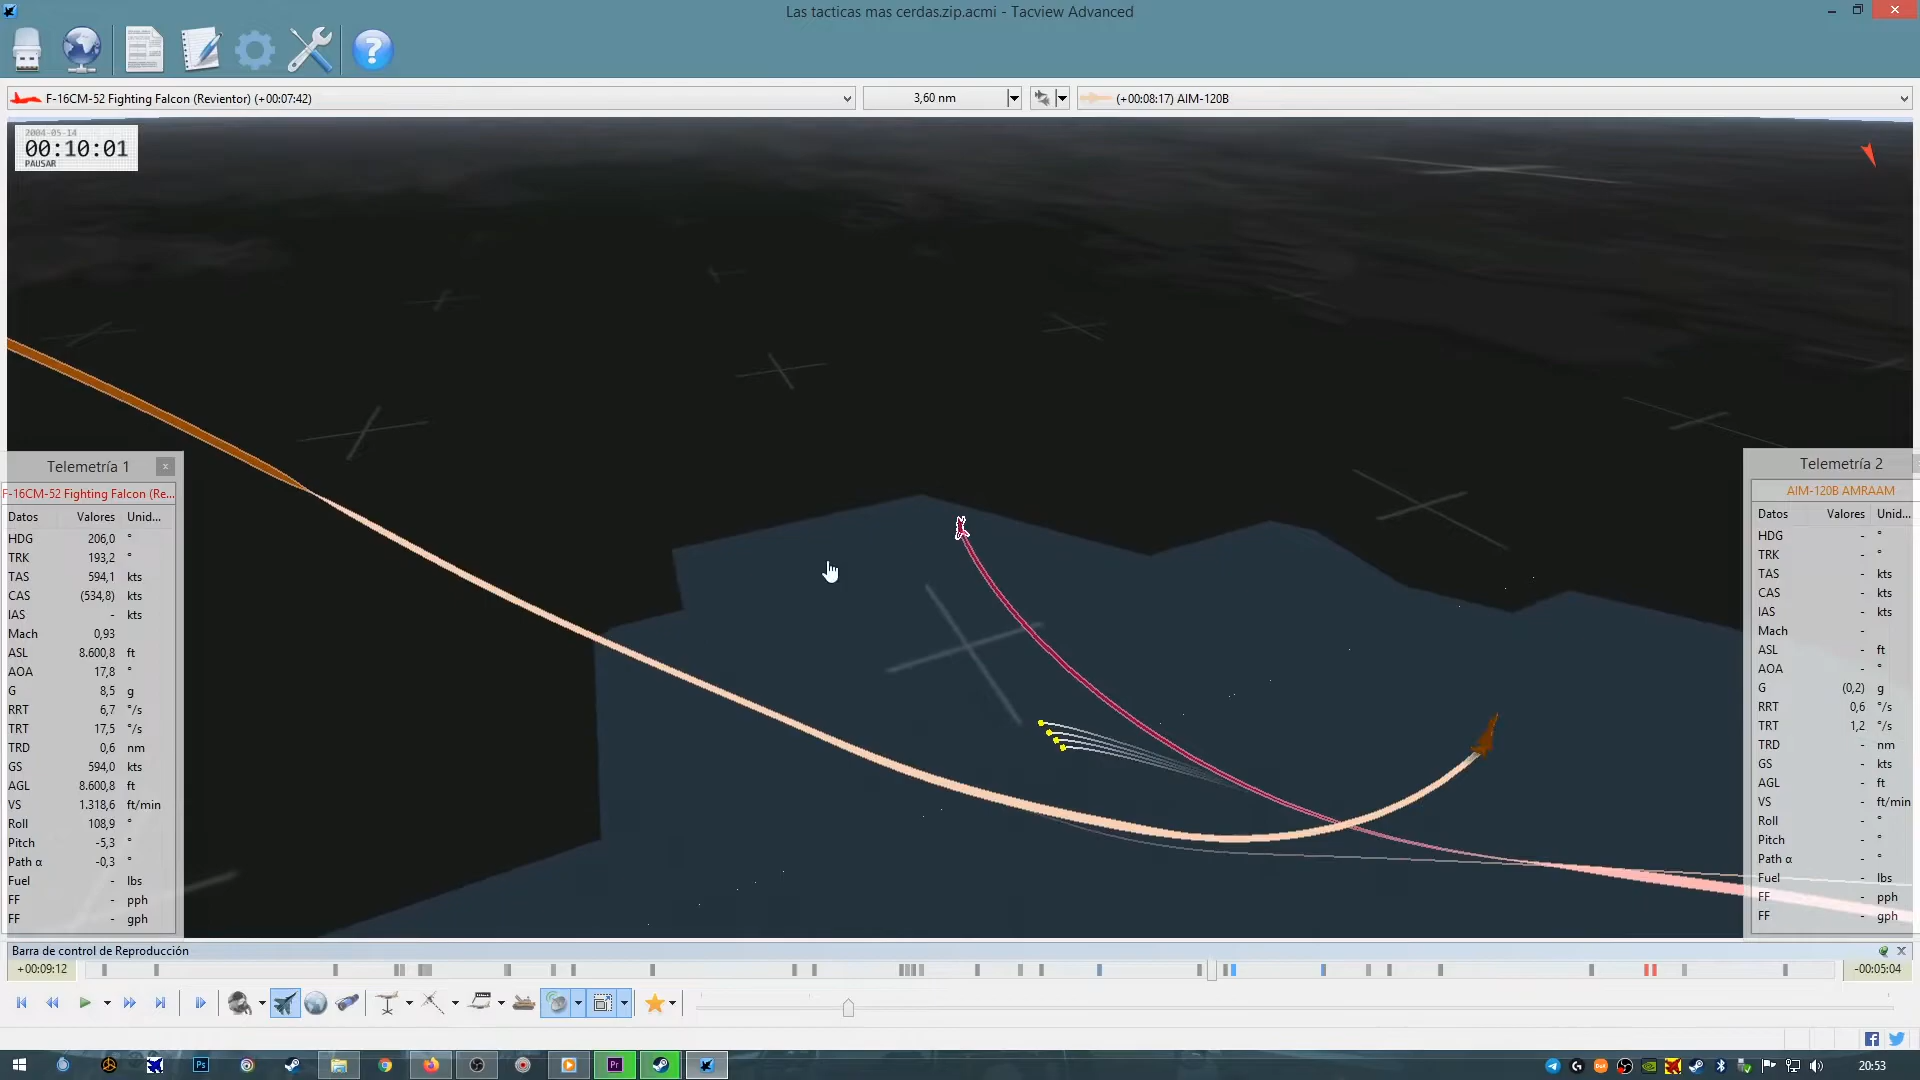 Las tacticas mas cerdas.zip.acmi - Tacview Advanced
F-16CM-52 Fighting Falcon (Revientor) (+00:07:42)
3,60 nm
(+00:08:17) AIM-120B
2004-05-14
00:10:01
PAUSAR
Telemetría 1
F-16CM-52 Fighting Falcon (Re...
Datos Valores Unid...
HDG 206,0 °
TRK 193,2 °
TAS 594,1 kts
CAS (534,8) kts
IAS - kts
Mach 0,93
ASL 8.600,8 ft
AOA 17,8 °
G 8,5 g
RRT 6,7 °/s
TRT 17,5 °/s
TRD 0,6 nm
GS 594,0 kts
AGL 8.600,8 ft
VS 1.318,6 ft/min
Roll 108,9 °
Pitch -5,3 °
Path α -0,3 °
Fuel - lbs
FF - pph
FF - gph
Telemetría 2
AIM-120B AMRAAM
Datos Valores Unid...
HDG - °
TRK - °
TAS - kts
CAS - kts
IAS - kts
Mach -
ASL - ft
AOA - °
G (0,2) g
RRT 0,6 °/s
TRT 1,2 °/s
TRD - nm
GS - kts
AGL - ft
VS - ft/min
Roll - °
Pitch - °
Path α - °
Fuel - lbs
FF - pph
FF - gph
Barra de control de Reproducción
+00:09:12
-00:05:04
20:53